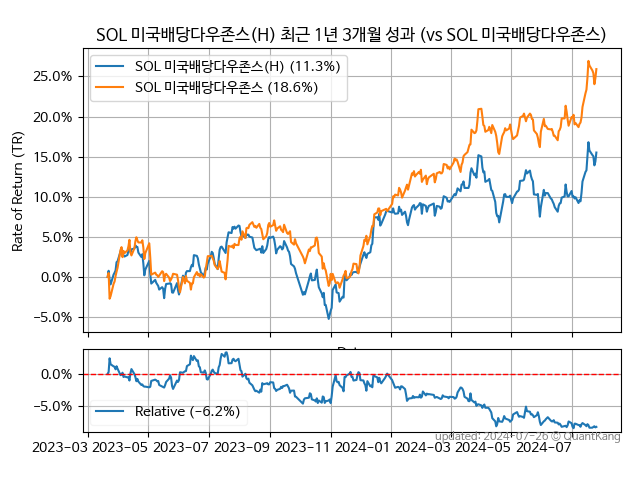 SOL 미국배당다우존스(H) 최근 1년 3개월 성과 (vs SOL 미국배당다우존스)
SOL 미국배당다우존스(H) (11.3%)
SOL 미국배당다우존스 (18.6%)
Rate of Return (TR)
25.0%
20.0%
15.0%
10.0%
5.0%
0.0%
−5.0%
0.0%
−5.0%
Relative (−6.2%)
updated: 2024-07-26 © QuantKang
2023−03 2023−05 2023−07 2023−09 2023−11 2024−01 2024−03 2024−05 2024−07